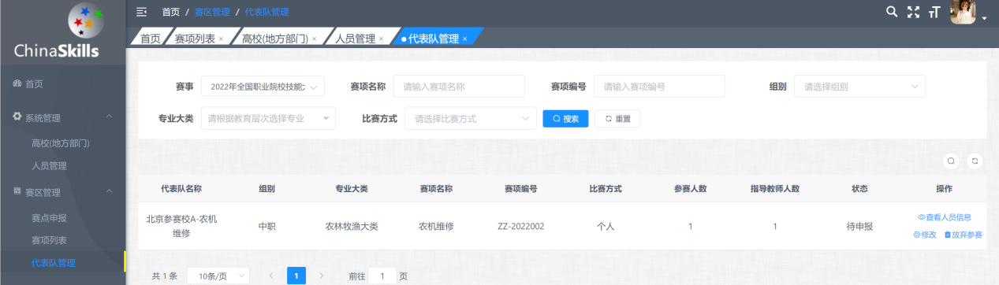 ChinaSkills
首页
系统管理
高校(地方部门)
人员管理
赛区管理
赛点申报
赛项列表
代表队管理
首页 / 赛区管理 / 代表队管理
首页 赛项列表 × 高校(地方部门) × 人员管理 × 代表队管理 ×
赛事 2022年全国职业院校技能 赛项名称 请输入赛项名称 赛项编号 请输入赛项编号 组别 请选择组别
专业大类 请根据教育层次选择专业 比赛方式 请选择比赛方式 搜索 重置
代表队名称 组别 专业大类 赛项名称 赛项编号 比赛方式 参赛人数 指导教师人数 状态 操作
北京参赛校A-农机
维修 中职 农林牧渔大类 农机维修 ZZ-2022002 个人 1 1 待申报
查看人员信息
修改 放弃参赛
共 1 条 10条/页 1 前往 1 页